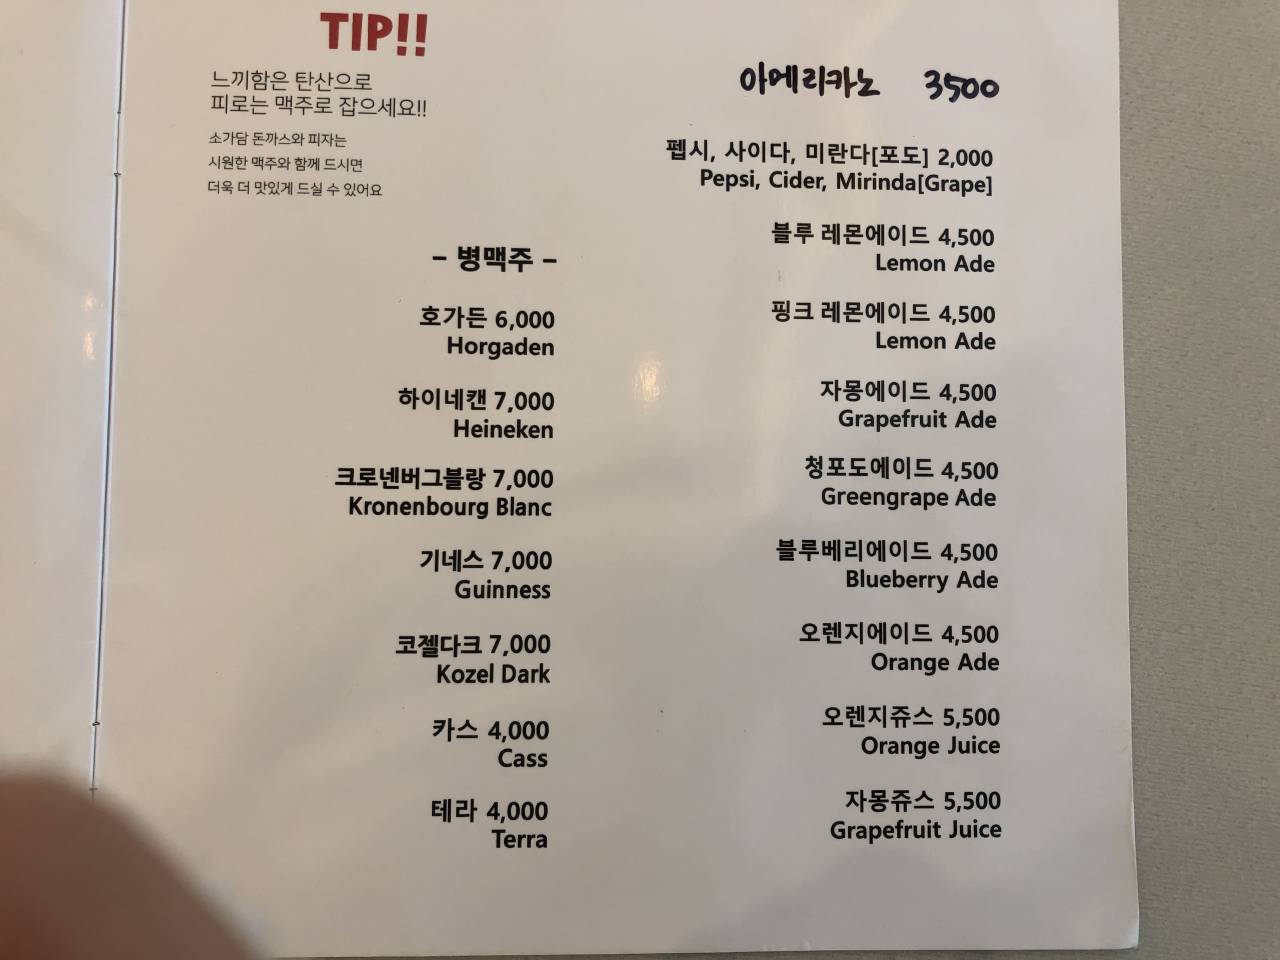 TIP!!
느끼함은 탄산으로
피로는 맥주로 잡으세요!!
소가담 돈까스와 피자는
시원한 맥주와 함께 드시면
더욱 더 맛있게 드실 수 있어요
- 병맥주 -
호가든 6,000
Horgaden
하이네캔 7,000
Heineken
크로넨버그블랑 7,000
Kronenbourg Blanc
기네스 7,000
Guinness
코젤다크 7,000
Kozel Dark
카스 4,000
Cass
테라 4,000
Terra
아메리카노 3500
펩시, 사이다, 미란다[포도] 2,000
Pepsi, Cider, Mirinda[Grape]
블루 레몬에이드 4,500
Lemon Ade
핑크 레몬에이드 4,500
Lemon Ade
자몽에이드 4,500
Grapefruit Ade
청포도에이드 4,500
Greengrape Ade
블루베리에이드 4,500
Blueberry Ade
오렌지에이드 4,500
Orange Ade
오렌지쥬스 5,500
Orange Juice
자몽쥬스 5,500
Grapefruit Juice